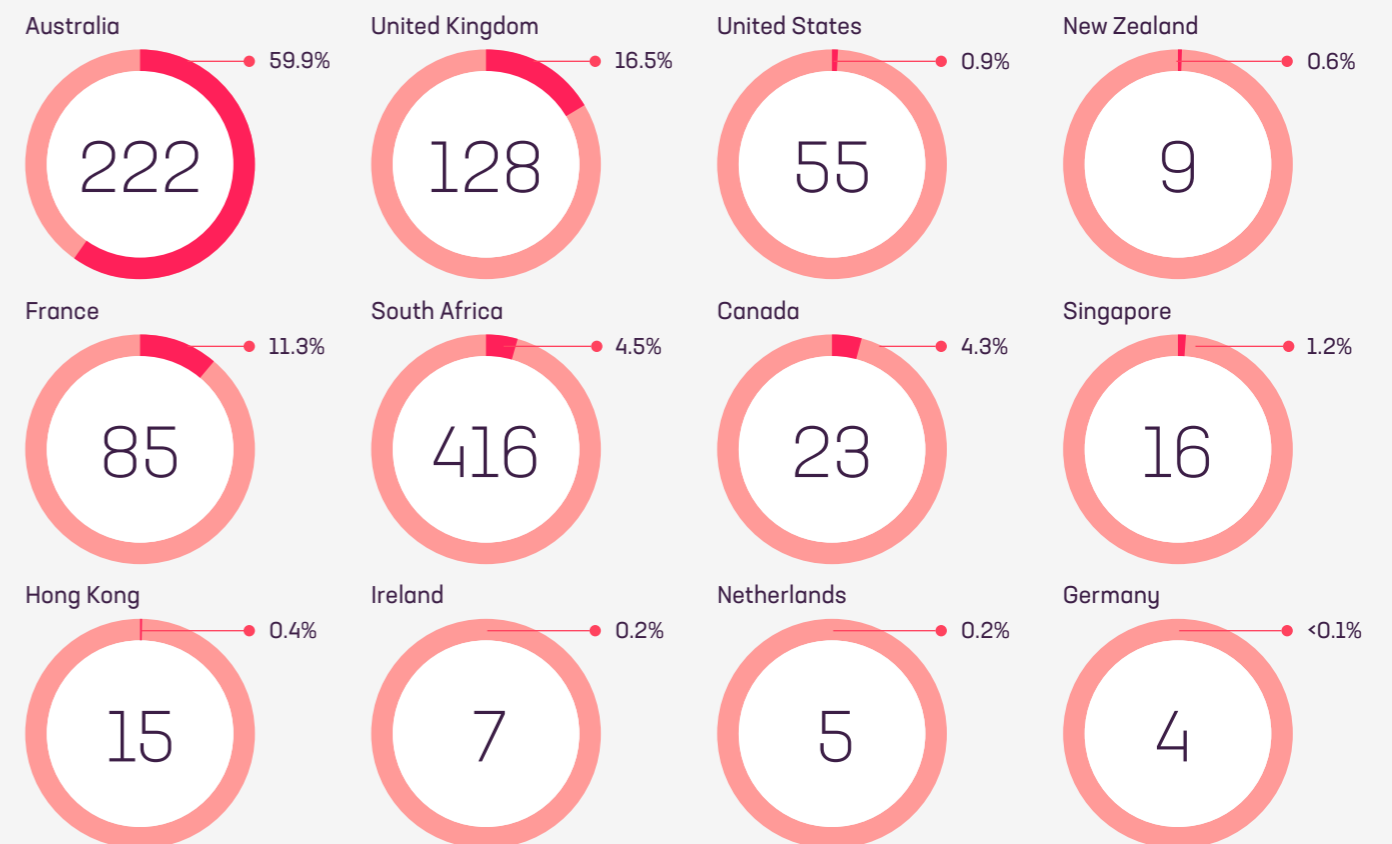 Australia
59.9%
222
United Kingdom
16.5%
128
United States
0.9%
55
New Zealand
0.6%
9
France
11.3%
85
South Africa
4.5%
416
Canada
4.3%
23
Singapore
1.2%
16
Hong Kong
0.4%
15
Ireland
0.2%
7
Netherlands
0.2%
5
Germany
<0.1%
4